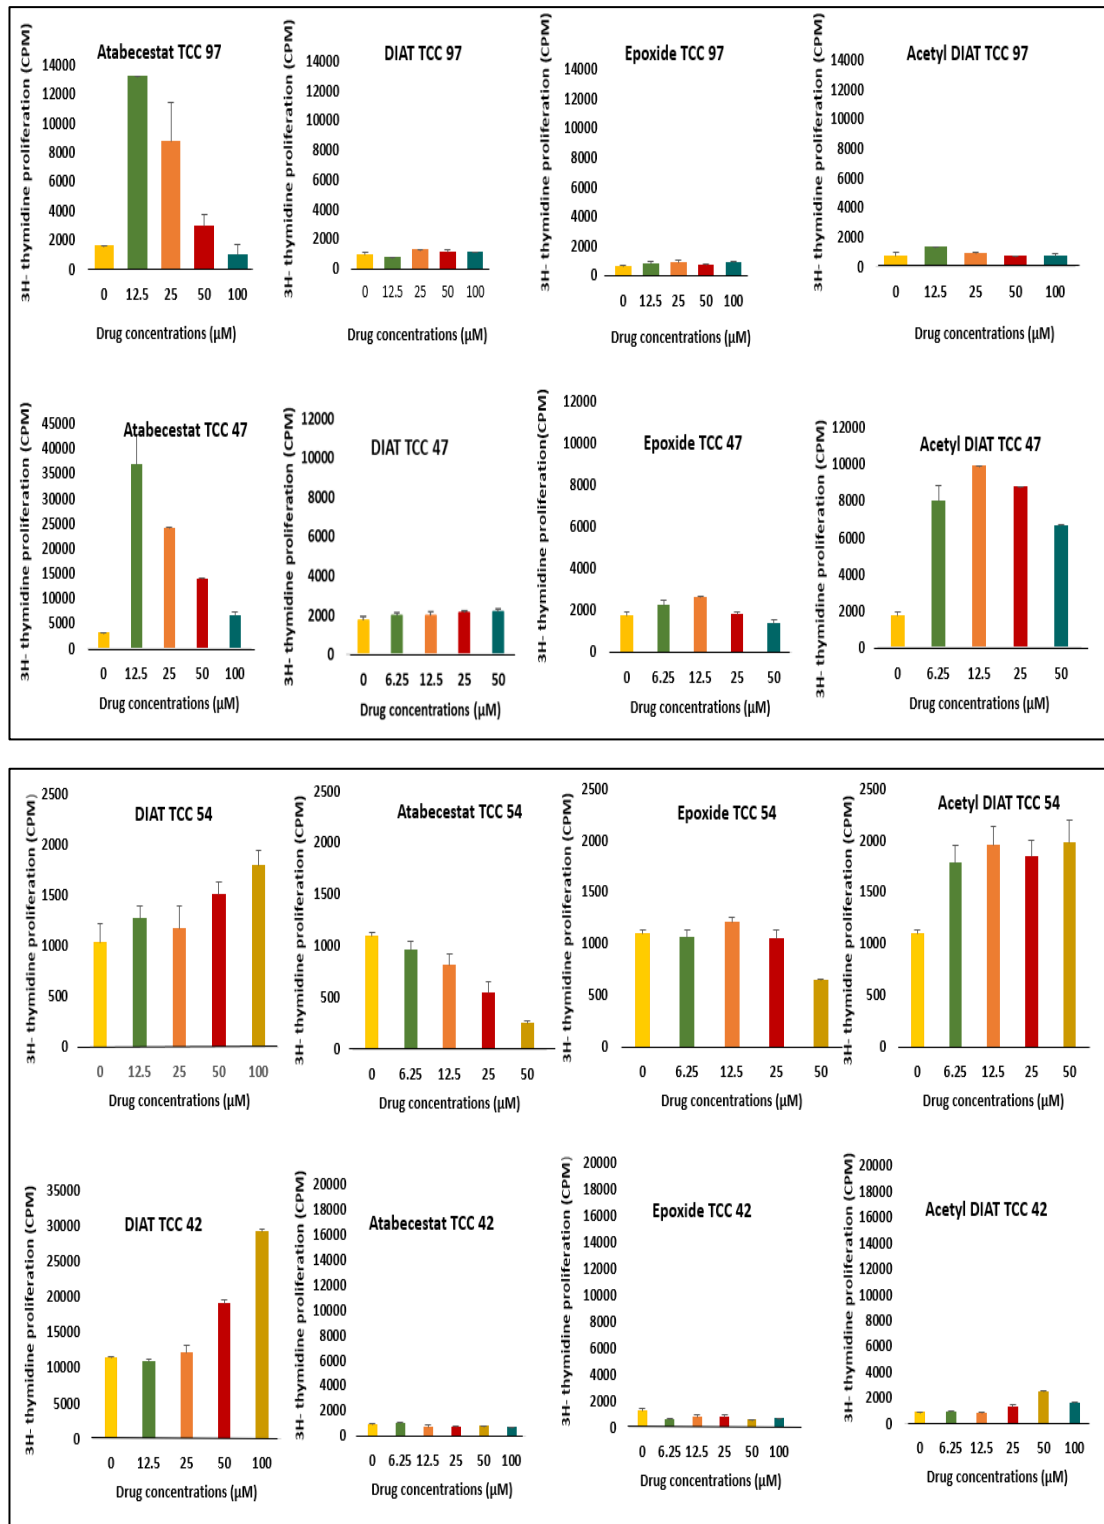 Atabecestat TCC 97
3H- thymidine proliferation (CPM)
14000
12000
10000
8000
6000
4000
2000
0
0 12.5 25 50 100
Drug concentrations (µM)
DIAT TCC 97
3H- thymidine proliferation (CPM)
14000
12000
10000
8000
6000
4000
2000
0
0 12.5 25 50 100
Drug concentrations (µM)
Epoxide TCC 97
3H- thymidine proliferation (CPM)
14000
12000
10000
8000
6000
4000
2000
0
0 12.5 25 50 100
Drug concentrations (µM)
Acetyl DIAT TCC 97
3H- thymidine proliferation (CPM)
14000
12000
10000
8000
6000
4000
2000
0
0 12.5 25 50 100
Drug concentrations (µM)
Atabecestat TCC 47
3H- thymidine proliferation (CPM)
45000
40000
35000
30000
25000
20000
15000
10000
5000
0
0 12.5 25 50 100
Drug concentrations (µM)
DIAT TCC 47
3H- thymidine proliferation (CPM)
12000
10000
8000
6000
4000
2000
0
0 6.25 12.5 25 50
Drug concentrations (µM)
Epoxide TCC 47
3H- thymidine proliferation(CPM)
12000
10000
8000
6000
4000
2000
0
0 6.25 12.5 25 50
Drug concentrations (µM)
Acetyl DIAT TCC 47
3H- thymidine proliferation (CPM)
12000
10000
8000
6000
4000
2000
0
0 6.25 12.5 25 50
Drug concentrations (µM)
DIAT TCC 54
3H- thymidine proliferation (CPM)
2500
2000
1500
1000
500
0
0 12.5 25 50 100
Drug concentrations (µM)
Atabecestat TCC 54
3H- thymidine proliferation (CPM)
2500
2000
1500
1000
500
0
0 6.25 12.5 25 50
Drug concentrations (µM)
Epoxide TCC 54
3H- thymidine proliferation (CPM)
2500
2000
1500
1000
500
0
0 6.25 12.5 25 50
Drug concentrations (µM)
Acetyl DIAT TCC 54
3H- thymidine proliferation (CPM)
2500
2000
1500
1000
500
0
0 6.25 12.5 25 50
Drug concentrations (µM)
DIAT TCC 42
3H- thymidine proliferation (CPM)
35000
30000
25000
20000
15000
10000
5000
0
0 12.5 25 50 100
Drug concentrations (µM)
Atabecestat TCC 42
3H- thymidine proliferation (CPM)
20000
18000
16000
14000
12000
10000
8000
6000
4000
2000
0
0 6.25 12.5 25 50 100
Drug concentrations (µM)
Epoxide TCC 42
3H- thymidine proliferation (CPM)
20000
18000
16000
14000
12000
10000
8000
6000
4000
2000
0
0 6.25 12.5 25 50 100
Drug concentrations (µM)
Acetyl DIAT TCC 42
3H- thymidine proliferation (CPM)
20000
18000
16000
14000
12000
10000
8000
6000
4000
2000
0
0 6.25 12.5 25 50 100
Drug concentrations (µM)